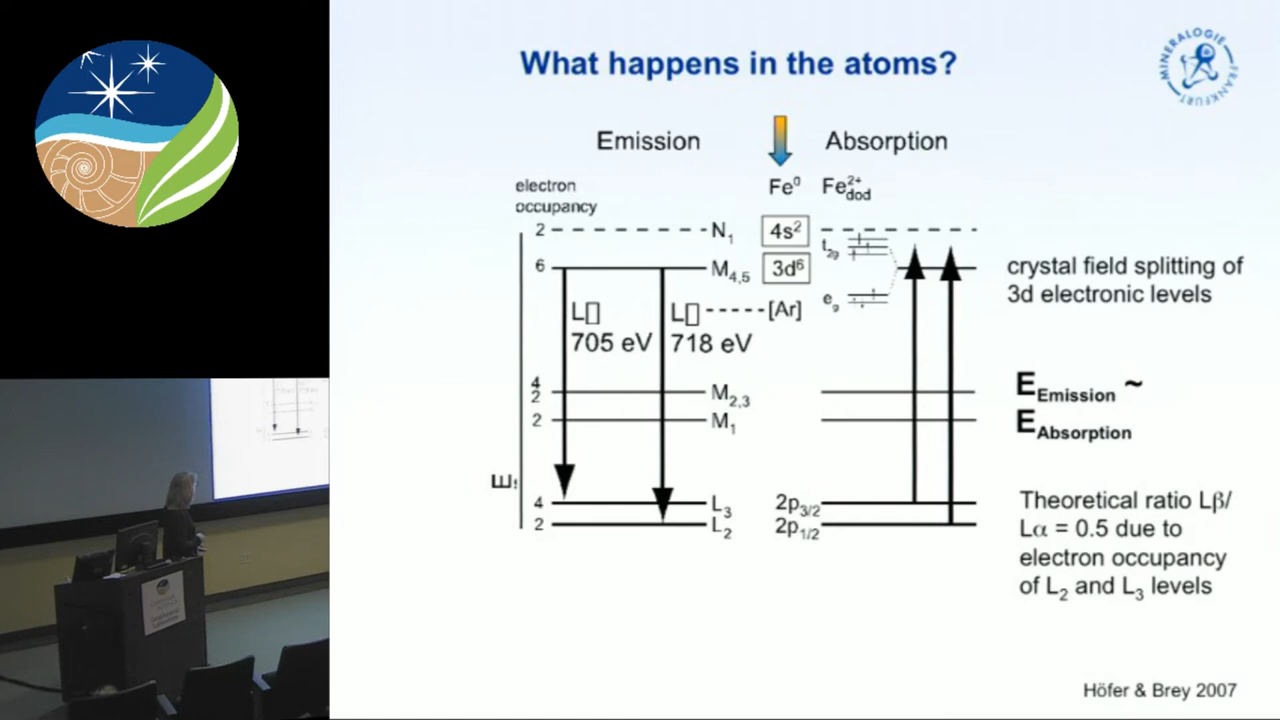 What happens in the atoms?
MINERALOGIE
FRANKFURT
Emission
Absorption
electron
occupancy
Fe⁰
Fe²⁺dod
2
N₁
4s²
t₂g
6
M₄,₅
3d⁶
crystal field splitting of
3d electronic levels
L▯
705 eV
L▯
718 eV
[Ar]
eg
4
2
M₂,₃
2
M₁
E Emission ~
E Absorption
E
4
L₃
2p₃/₂
2
L₂
2p₁/₂
Theoretical ratio Lβ/
Lα = 0.5 due to
electron occupancy
of L₂ and L₃ levels
Höfer & Brey 2007